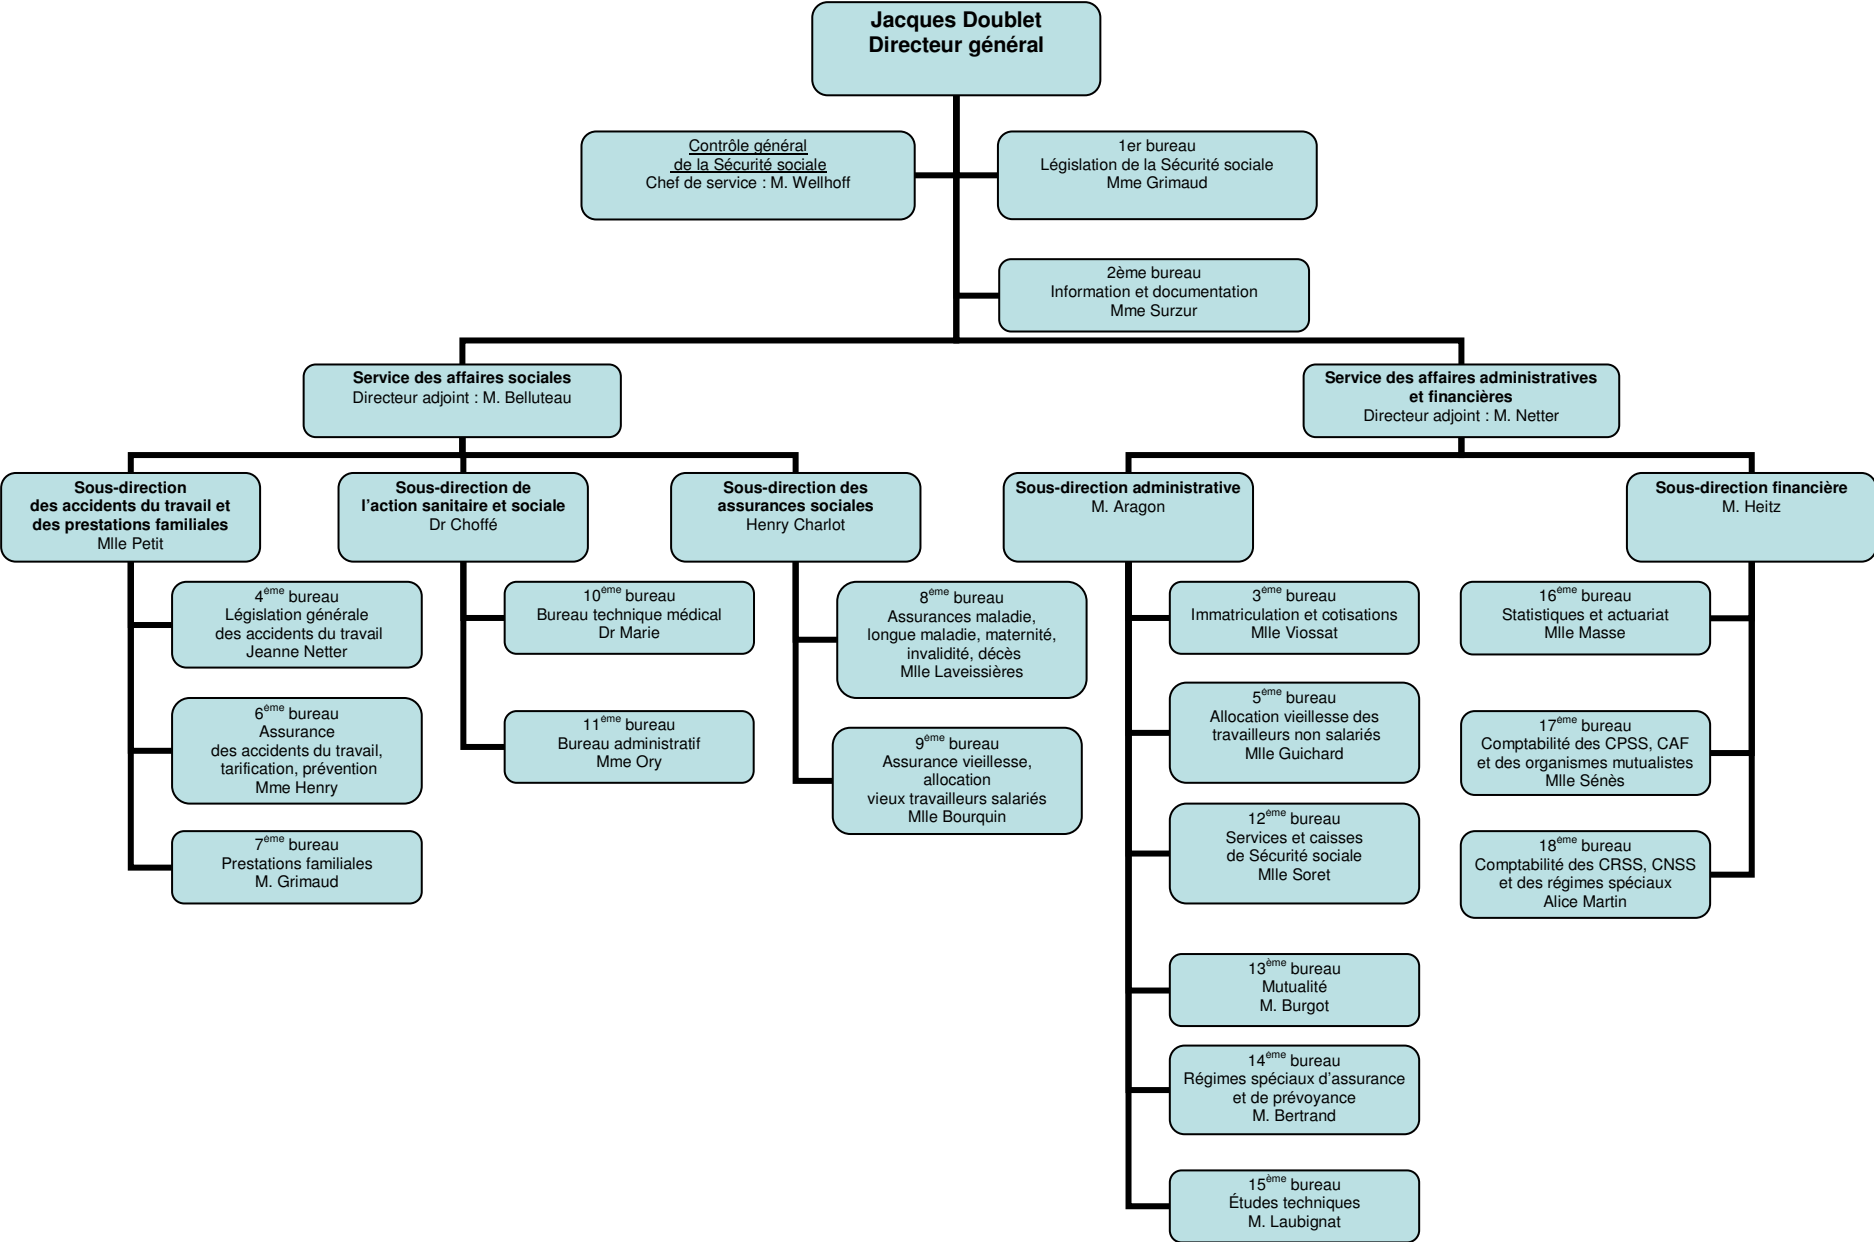 Jacques Doublet
Directeur général
Contrôle général
de la Sécurité sociale
Chef de service : M. Wellhoff
1er bureau
Législation de la Sécurité sociale
Mme Grimaud
2ème bureau
Information et documentation
Mme Surzur
Service des affaires sociales
Directeur adjoint : M. Belluteau
Service des affaires administratives
et financières
Directeur adjoint : M. Netter
Sous-direction
des accidents du travail et
des prestations familiales
Mlle Petit
Sous-direction de
l'action sanitaire et sociale
Dr Choffé
Sous-direction des
assurances sociales
Henry Charlot
Sous-direction administrative
M. Aragon
Sous-direction financière
M. Heitz
4ème bureau
Législation générale
des accidents du travail
Jeanne Netter
6ème bureau
Assurance
des accidents du travail,
tarification, prévention
Mme Henry
7ème bureau
Prestations familiales
M. Grimaud
10ème bureau
Bureau technique médical
Dr Marie
11ème bureau
Bureau administratif
Mme Ory
8ème bureau
Assurances maladie,
longue maladie, maternité,
invalidité, décès
Mlle Laveissières
9ème bureau
Assurance vieillesse,
allocation
vieux travailleurs salariés
Mlle Bourquin
3ème bureau
Immatriculation et cotisations
Mlle Viossat
5ème bureau
Allocation vieillesse des
travailleurs non salariés
Mlle Guichard
12ème bureau
Services et caisses
de Sécurité sociale
Mlle Soret
13ème bureau
Mutualité
M. Burgot
14ème bureau
Régimes spéciaux d'assurance
et de prévoyance
M. Bertrand
15ème bureau
Études techniques
M. Laubignat
16ème bureau
Statistiques et actuariat
Mlle Masse
17ème bureau
Comptabilité des CPSS, CAF
et des organismes mutualistes
Mlle Sénès
18ème bureau
Comptabilité des CRSS, CNSS
et des régimes spéciaux
Alice Martin